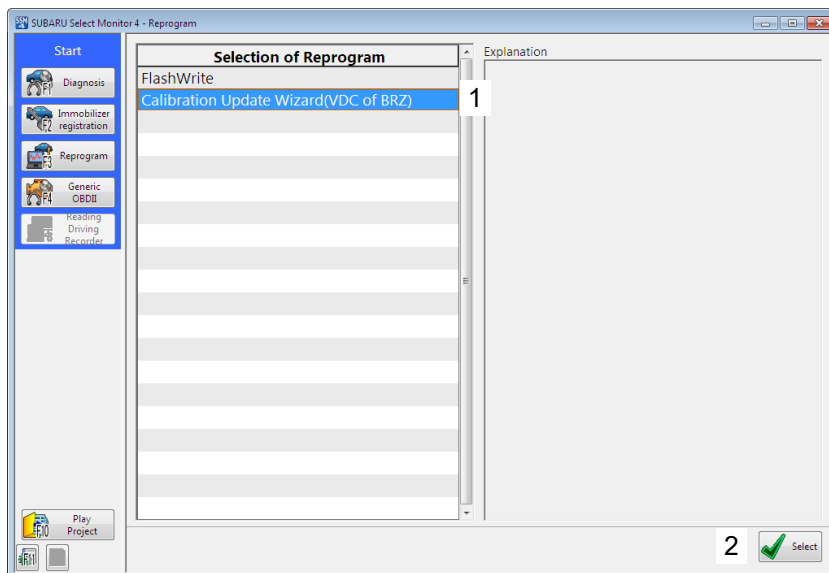 SUBARU Select Monitor 4 - Reprogram
Start
F1 Diagnosis
F2 Immobilizer
registration
F3 Reprogram
F4 Generic
OBDII
Reading
Driving
Recorder
Selection of Reprogram
FlashWrite
Calibration Update Wizard(VDC of BRZ)
1
Explanation
F10 Play
Project
F11
2
Select